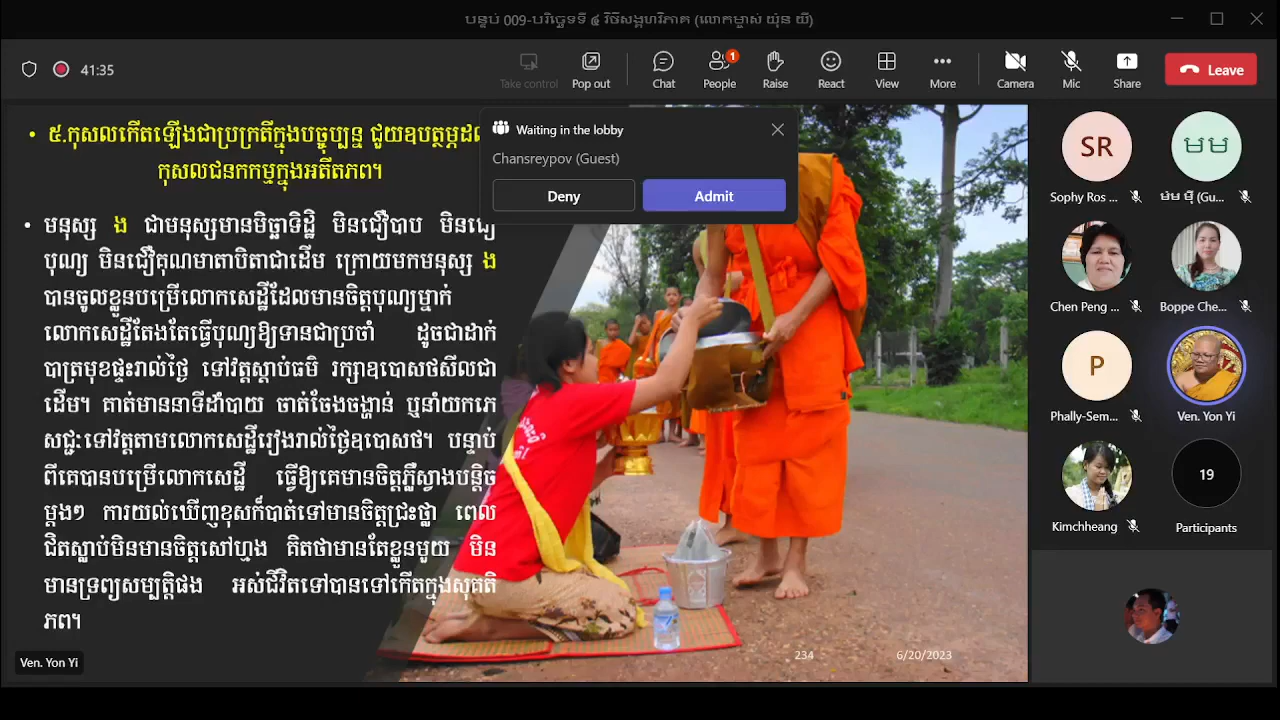 បន្ទប់ 009-បរិច្ឆេទទី ៤ វិថីសង្គហវិភាគ (លោកម្ចាស់ យ៉ុន យី)
41:35
Take control
Pop out
Chat
People
1
Raise
React
View
More
Camera
Mic
Share
Leave
• ៥.កុសលកើតឡើងជាប្រក្រតីក្នុងបច្ចុប្បន្ន ជួយឧបត្ថម្ភដល់
កុសលជនកកម្មក្នុងអតីតភព។
• មនុស្ស ង ជាមនុស្សមានមិច្ឆាទិដ្ឋិ មិនជឿបាប មិនជឿ
បុណ្យ មិនជឿគុណមាតាបិតាជាដើម ក្រោយមកមនុស្ស ង
បានចូលខ្លួនបម្រើលោកសេដ្ឋីដែលមានចិត្តបុណ្យម្នាក់
លោកសេដ្ឋីតែងតែធ្វើបុណ្យឱ្យទានជាប្រចាំ ដូចជាដាក់
បាត្រមុខផ្ទះរាល់ថ្ងៃ ទៅវត្តស្តាប់ធម៌ រក្សាឧបោសថសីលជា
ដើម។ គាត់មាននាទីដាំបាយ ចាត់ចែងចង្ហាន់ ឬនាំយកភេ
សជ្ជៈទៅវត្តតាមលោកសេដ្ឋីរៀងរាល់ថ្ងៃឧបោសថ។ បន្ទាប់
ពីគេបានបម្រើលោកសេដ្ឋី ធ្វើឱ្យគេមានចិត្តភ្លឺស្វាងបន្តិច
ម្តងៗ ការយល់ឃើញខុសក៏បាត់ទៅមានចិត្តជ្រះថ្លា ពេល
ជិតស្លាប់មិនមានចិត្តសៅហ្មង គិតថាមានតែខ្លួនមួយ មិន
មានទ្រព្យសម្បត្តិផង អស់ជីវិតទៅបានទៅកើតក្នុងសុគតិ
ភព។
Waiting in the lobby
Chansreypov (Guest)
Deny
Admit
234
6/20/2023
Ven. Yon Yi
SR
Sophy Ros ...
មម
(Gu...
Chen Peng ...
Boppe Che...
P
Phally-Sem...
Ven. Yon Yi
Kimchheang
19
Participants